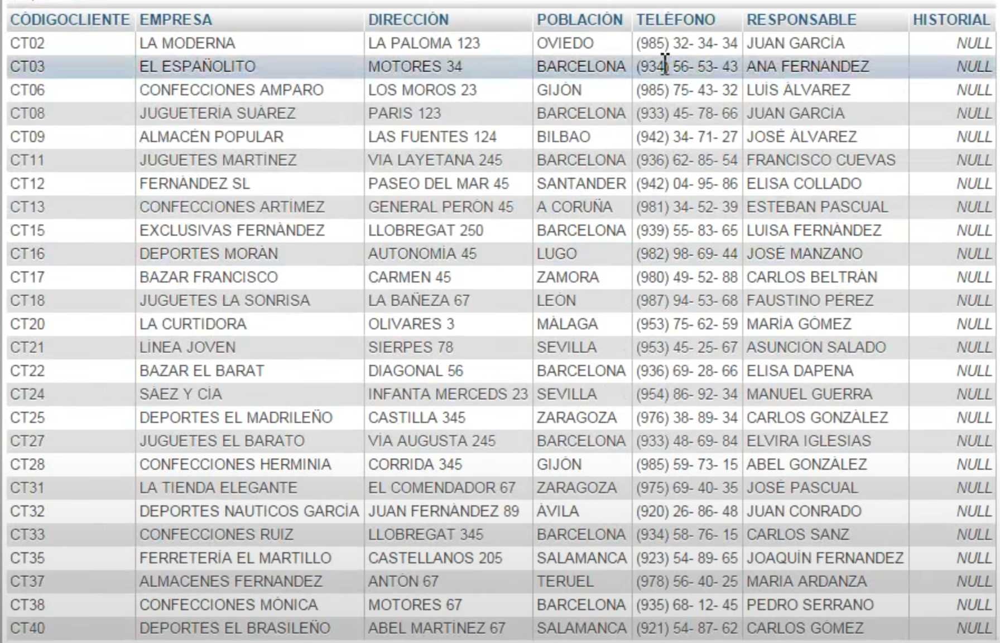 CÓDIGOCLIENTE EMPRESA DIRECCIÓN POBLACIÓN TELÉFONO RESPONSABLE HISTORIAL
CT02 LA MODERNA LA PALOMA 123 OVIEDO (985) 32- 34- 34 JUAN GARCÍA NULL
CT03 EL ESPAÑOLITO MOTORES 34 BARCELONA (934) 56- 53- 43 ANA FERNÁNDEZ NULL
CT06 CONFECCIONES AMPARO LOS MOROS 23 GIJÓN (985) 75- 43- 32 LUÍS ÁLVAREZ NULL
CT08 JUGUETERÍA SUÁREZ PARIS 123 BARCELONA (933) 45- 78- 66 JUAN GARCÍA NULL
CT09 ALMACÉN POPULAR LAS FUENTES 124 BILBAO (942) 34- 71- 27 JOSÉ ÁLVAREZ NULL
CT11 JUGUETES MARTÍNEZ VIA LAYETANA 245 BARCELONA (936) 62- 85- 54 FRANCISCO CUEVAS NULL
CT12 FERNÁNDEZ SL PASEO DEL MAR 45 SANTANDER (942) 04- 95- 86 ELISA COLLADO NULL
CT13 CONFECCIONES ARTÍMEZ GENERAL PERÓN 45 A CORUÑA (981) 34- 52- 39 ESTEBAN PASCUAL NULL
CT15 EXCLUSIVAS FERNÁNDEZ LLOBREGAT 250 BARCELONA (939) 55- 83- 65 LUISA FERNÁNDEZ NULL
CT16 DEPORTES MORÁN AUTONOMÍA 45 LUGO (982) 98- 69- 44 JOSÉ MANZANO NULL
CT17 BAZAR FRANCISCO CARMEN 45 ZAMORA (980) 49- 52- 88 CARLOS BELTRÁN NULL
CT18 JUGUETES LA SONRISA LA BAÑEZA 67 LEÓN (987) 94- 53- 68 FAUSTINO PÉREZ NULL
CT20 LA CURTIDORA OLIVARES 3 MÁLAGA (953) 75- 62- 59 MARÍA GÓMEZ NULL
CT21 LÍNEA JOVEN SIERPES 78 SEVILLA (953) 45- 25- 67 ASUNCIÓN SALADO NULL
CT22 BAZAR EL BARAT DIAGONAL 56 BARCELONA (936) 69- 28- 66 ELISA DAPENA NULL
CT24 SÁEZ Y CÍA INFANTA MERCEDS 23 SEVILLA (954) 86- 92- 34 MANUEL GUERRA NULL
CT25 DEPORTES EL MADRILEÑO CASTILLA 345 ZARAGOZA (976) 38- 89- 34 CARLOS GONZÁLEZ NULL
CT27 JUGUETES EL BARATO VÍA AUGUSTA 245 BARCELONA (933) 48- 69- 84 ELVIRA IGLESIAS NULL
CT28 CONFECCIONES HERMINIA CORRIDA 345 GIJÓN (985) 59- 73- 15 ABEL GONZÁLEZ NULL
CT31 LA TIENDA ELEGANTE EL COMENDADOR 67 ZARAGOZA (975) 69- 40- 35 JOSÉ PASCUAL NULL
CT32 DEPORTES NAUTICOS GARCÍA JUAN FERNÁNDEZ 89 ÁVILA (920) 26- 86- 48 JUAN CONRADO NULL
CT33 CONFECCIONES RUIZ LLOBREGAT 345 BARCELONA (934) 58- 76- 15 CARLOS SANZ NULL
CT35 FERRETERÍA EL MARTILLO CASTELLANOS 205 SALAMANCA (923) 54- 89- 65 JOAQUÍN FERNANDEZ NULL
CT37 ALMACENES FERNANDEZ ANTÓN 67 TERUEL (978) 56- 40- 25 MARIA ARDANZA NULL
CT38 CONFECCIONES MÓNICA MOTORES 67 BARCELONA (935) 68- 12- 45 PEDRO SERRANO NULL
CT40 DEPORTES EL BRASILEÑO ABEL MARTÍNEZ 67 SALAMANCA (921) 54- 87- 62 CARLOS GÓMEZ NULL